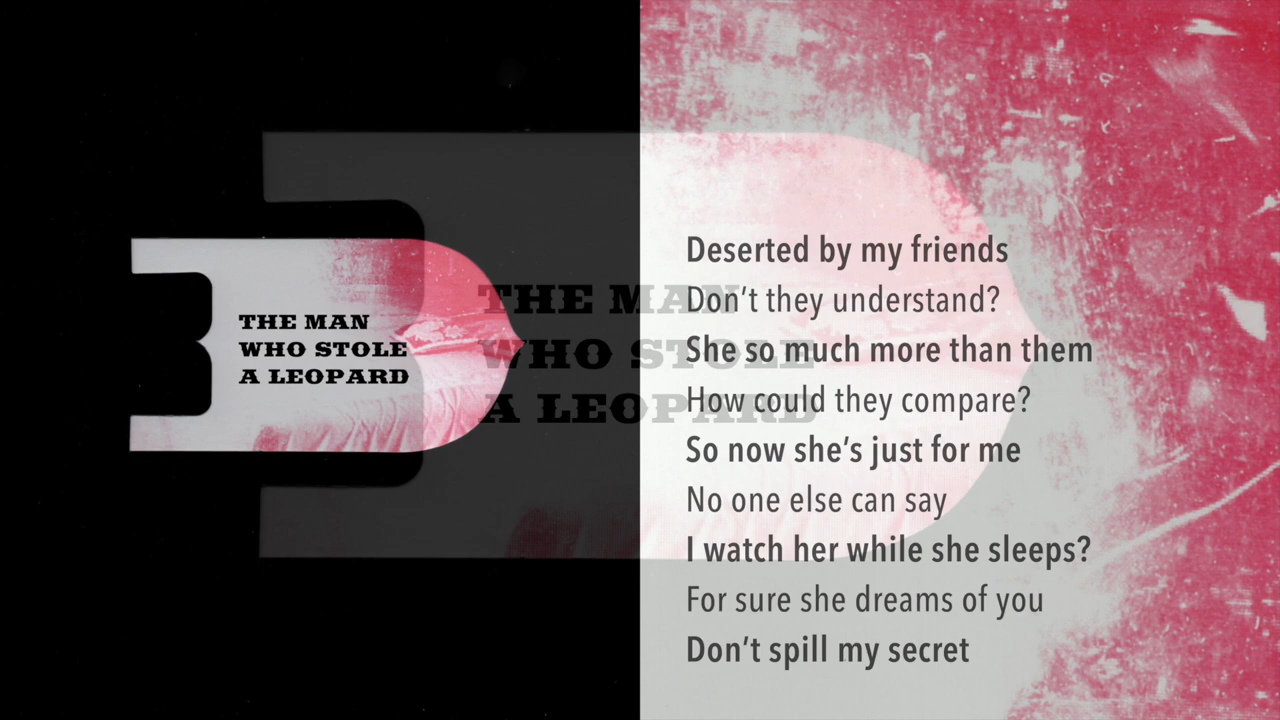 THE MAN
WHO STOLE
A LEOPARD
THE MAN
WHO STOLE
A LEOPARD
Deserted by my friends
Don’t they understand?
She so much more than them
How could they compare?
So now she’s just for me
No one else can say
I watch her while she sleeps?
For sure she dreams of you
Don’t spill my secret